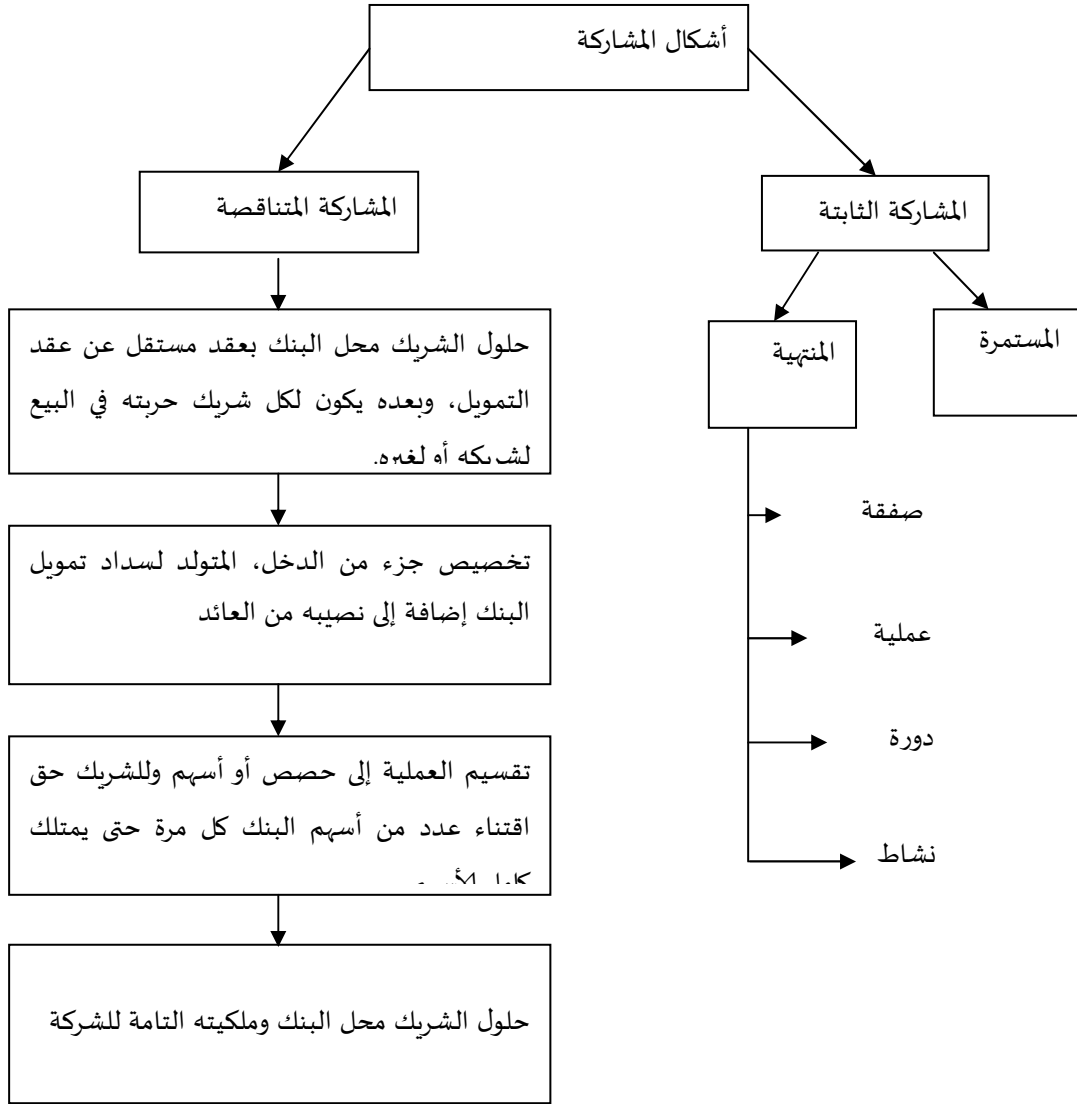 أشكال المشاركة
المشاركة الثابتة
المشاركة المتناقصة
المستمرة
المنتهية
صفقة
عملية
دورة
نشاط
حلول الشريك محل البنك بعقد مستقل عن عقد
التمويل، وبعده يكون لكل شريك حريته في البيع
لشريكه أو لغيره.
تخصيص جزء من الدخل، المتولد لسداد تمويل
البنك إضافة إلى نصيبه من العائد
تقسيم العملية إلى حصص أو أسهم وللشريك حق
اقتناء عدد من أسهم البنك كل مرة حتى يمتلك
حلول الشريك محل البنك وملكيته التامة للشركة